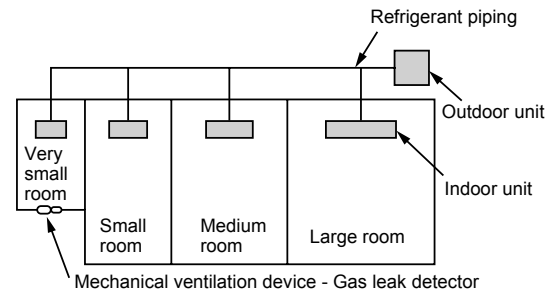 Refrigerant piping
Outdoor unit
Very
small
room
Indoor unit
Small
room
Medium
room
Large room
Mechanical ventilation device - Gas leak detector